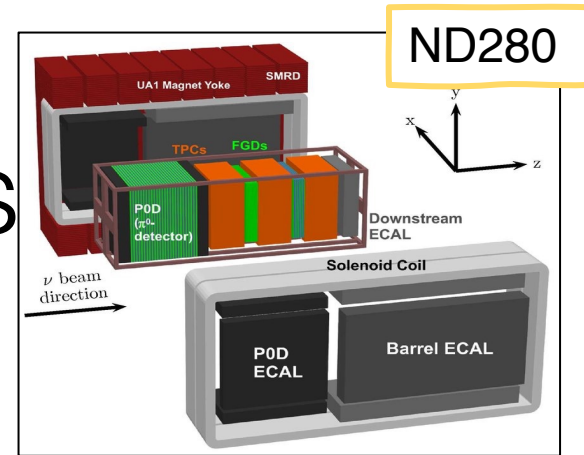 ND280
SMRD
UA1 Magnet Yoke
y
x
z
TPCs
FGDs
P0D
(π⁰-
detector)
S
Downstream
ECAL
ν beam
direction
Solenoid Coil
P0D
ECAL
Barrel ECAL